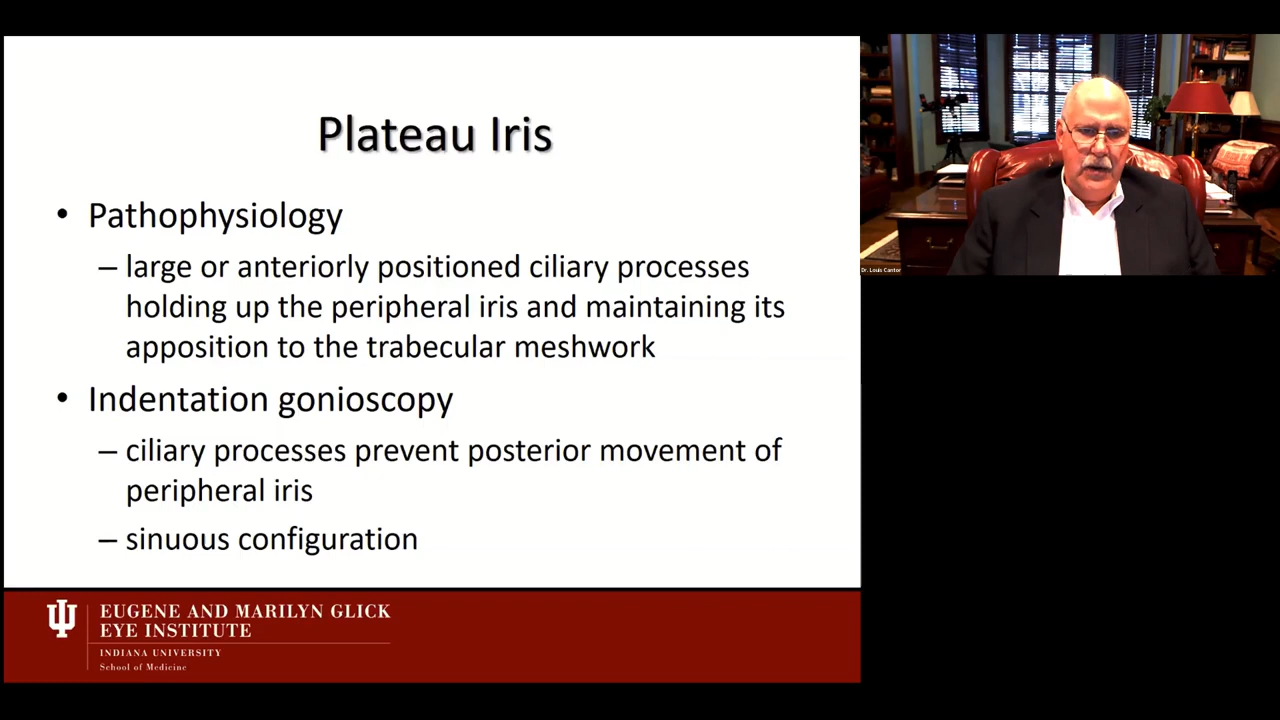 Plateau Iris
• Pathophysiology
– large or anteriorly positioned ciliary processes
holding up the peripheral iris and maintaining its
apposition to the trabecular meshwork
• Indentation gonioscopy
– ciliary processes prevent posterior movement of
peripheral iris
– sinuous configuration
EUGENE AND MARILYN GLICK
EYE INSTITUTE
INDIANA UNIVERSITY
School of Medicine
Dr. Louis Cantor